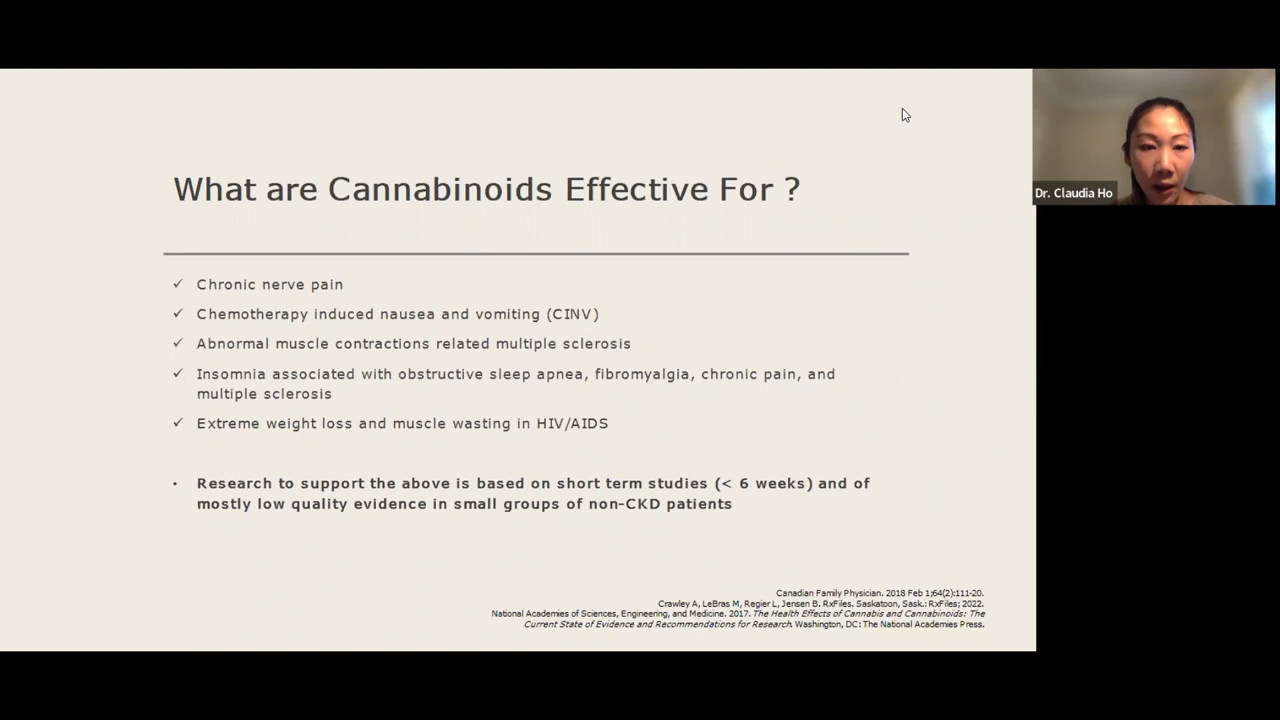 What are Cannabinoids Effective For ?
✓ Chronic nerve pain
✓ Chemotherapy induced nausea and vomiting (CINV)
✓ Abnormal muscle contractions related multiple sclerosis
✓ Insomnia associated with obstructive sleep apnea, fibromyalgia, chronic pain, and
multiple sclerosis
✓ Extreme weight loss and muscle wasting in HIV/AIDS
• Research to support the above is based on short term studies (< 6 weeks) and of
mostly low quality evidence in small groups of non-CKD patients
Canadian Family Physician. 2018 Feb 1;64(2):111-20.
Crawley A, LeBras M, Regier L, Jensen B. RxFiles. Saskatoon, Sask.: RxFiles; 2022.
National Academies of Sciences, Engineering, and Medicine. 2017. The Health Effects of Cannabis and Cannabinoids: The
Current State of Evidence and Recommendations for Research. Washington, DC: The National Academies Press.
Dr. Claudia Ho